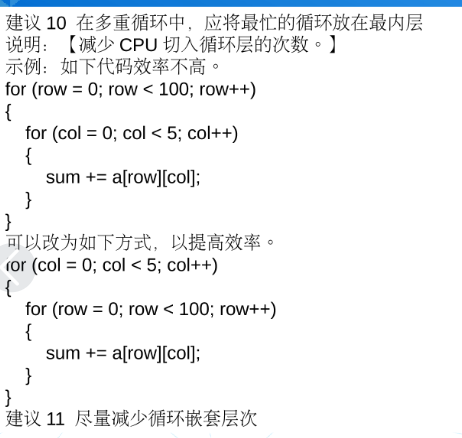 建议 10 在多重循环中，应将最忙的循环放在最内层
说明：【减少 CPU 切入循环层的次数。】
示例：如下代码效率不高。
for (row = 0; row < 100; row++)
{
for (col = 0; col < 5; col++)
{
sum += a[row][col];
}
}
可以改为如下方式，以提高效率。
for (col = 0; col < 5; col++)
{
for (row = 0; row < 100; row++)
{
sum += a[row][col];
}
}
建议 11 尽量减少循环嵌套层次